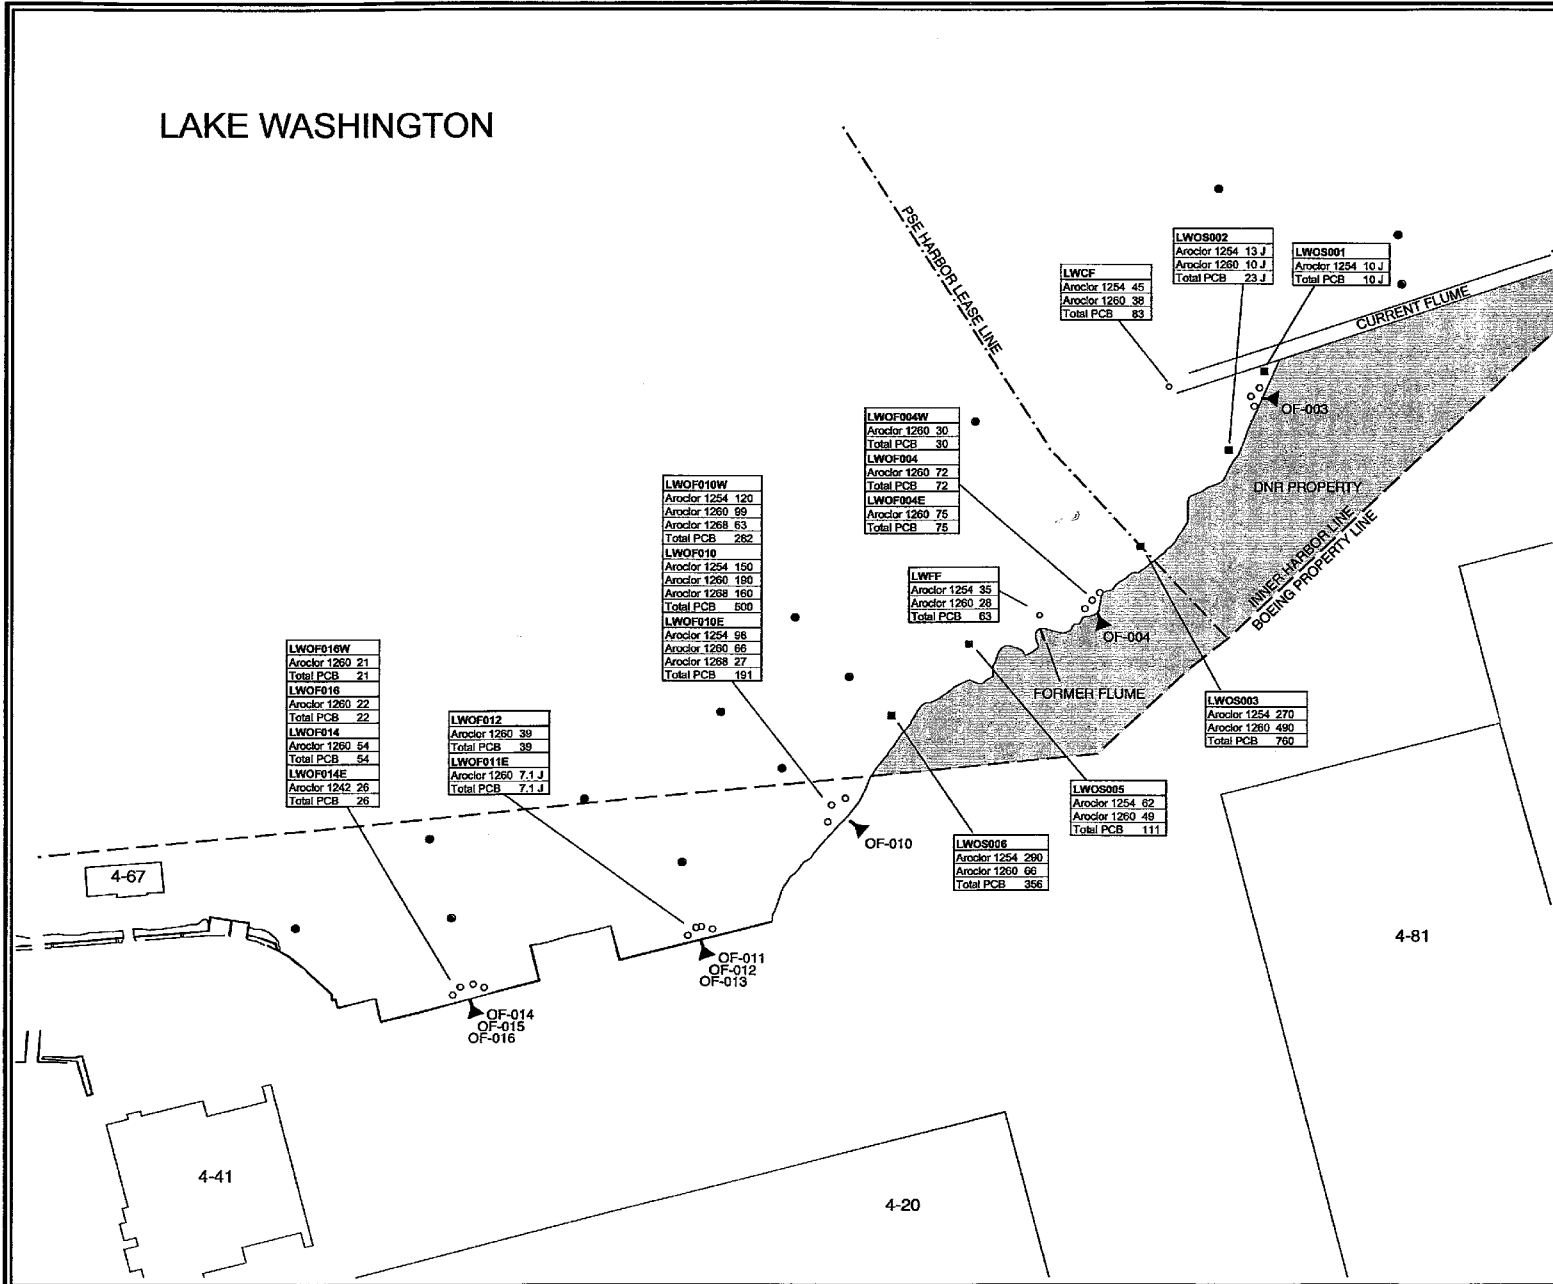 LAKE WASHINGTON
PSE HARBOR LEASE LINE
LWOS002
Aroclor 1254 13 J
Aroclor 1260 10 J
Total PCB 23 J
LWOS001
Aroclor 1254 10 J
Total PCB 10 J
LWCF
Aroclor 1254 45
Aroclor 1260 38
Total PCB 83
CURRENT FLUME
OF-003
LWOF004W
Aroclor 1260 30
Total PCB 30
LWOF004
Aroclor 1260 72
Total PCB 72
LWOF004E
Aroclor 1260 75
Total PCB 75
DNR PROPERTY
INNER HARBOR LINE
BOEING PROPERTY LINE
LWOF010W
Aroclor 1254 120
Aroclor 1260 99
Aroclor 1268 63
Total PCB 282
LWOF010
Aroclor 1254 150
Aroclor 1260 190
Aroclor 1268 160
Total PCB 500
LWOF010E
Aroclor 1254 98
Aroclor 1260 66
Aroclor 1268 27
Total PCB 191
LWFF
Aroclor 1254 35
Aroclor 1260 28
Total PCB 63
OF-004
FORMER FLUME
LWOF016W
Aroclor 1260 21
Total PCB 21
LWOF016
Aroclor 1260 22
Total PCB 22
LWOF014
Aroclor 1260 54
Total PCB 54
LWOF014E
Aroclor 1242 26
Total PCB 26
LWOF012
Aroclor 1260 39
Total PCB 39
LWOF011E
Aroclor 1260 7.1 J
Total PCB 7.1 J
LWOS003
Aroclor 1254 270
Aroclor 1260 490
Total PCB 760
LWOS005
Aroclor 1254 62
Aroclor 1260 49
Total PCB 111
OF-010
LWOS006
Aroclor 1254 290
Aroclor 1260 66
Total PCB 356
4-67
4-81
OF-011
OF-012
OF-013
OF-014
OF-015
OF-016
4-41
4-20